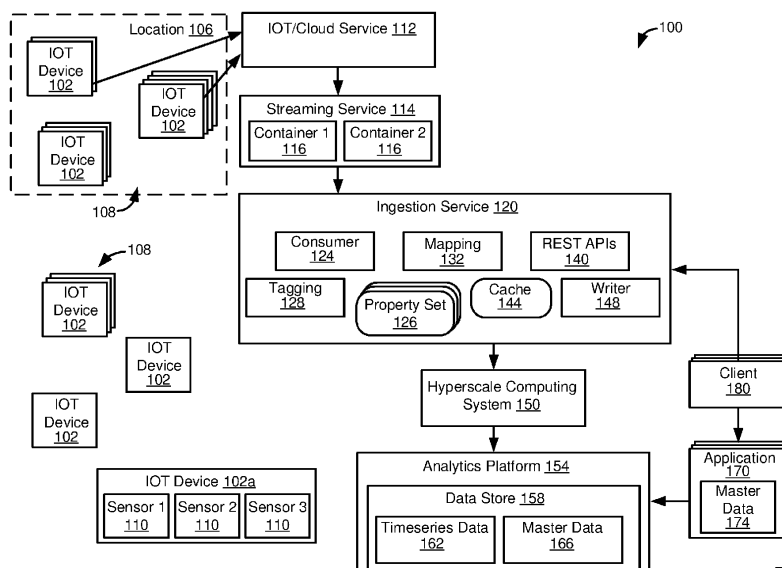 Location 106
IOT
Device
102
IOT
Device
102
IOT
Device
102
108
IOT/Cloud Service 112
100
Streaming Service 114
Container 1
116
Container 2
116
Ingestion Service 120
Consumer
124
Mapping
132
REST APIs
140
Tagging
128
Property Set
126
Cache
144
Writer
148
108
IOT
Device
102
IOT
Device
102
IOT
Device
102
Hyperscale Computing
System 150
Client
180
Application
170
Master
Data
174
Analytics Platform 154
Data Store 158
Timeseries Data
162
Master Data
166
IOT Device 102a
Sensor 1
110
Sensor 2
110
Sensor 3
110